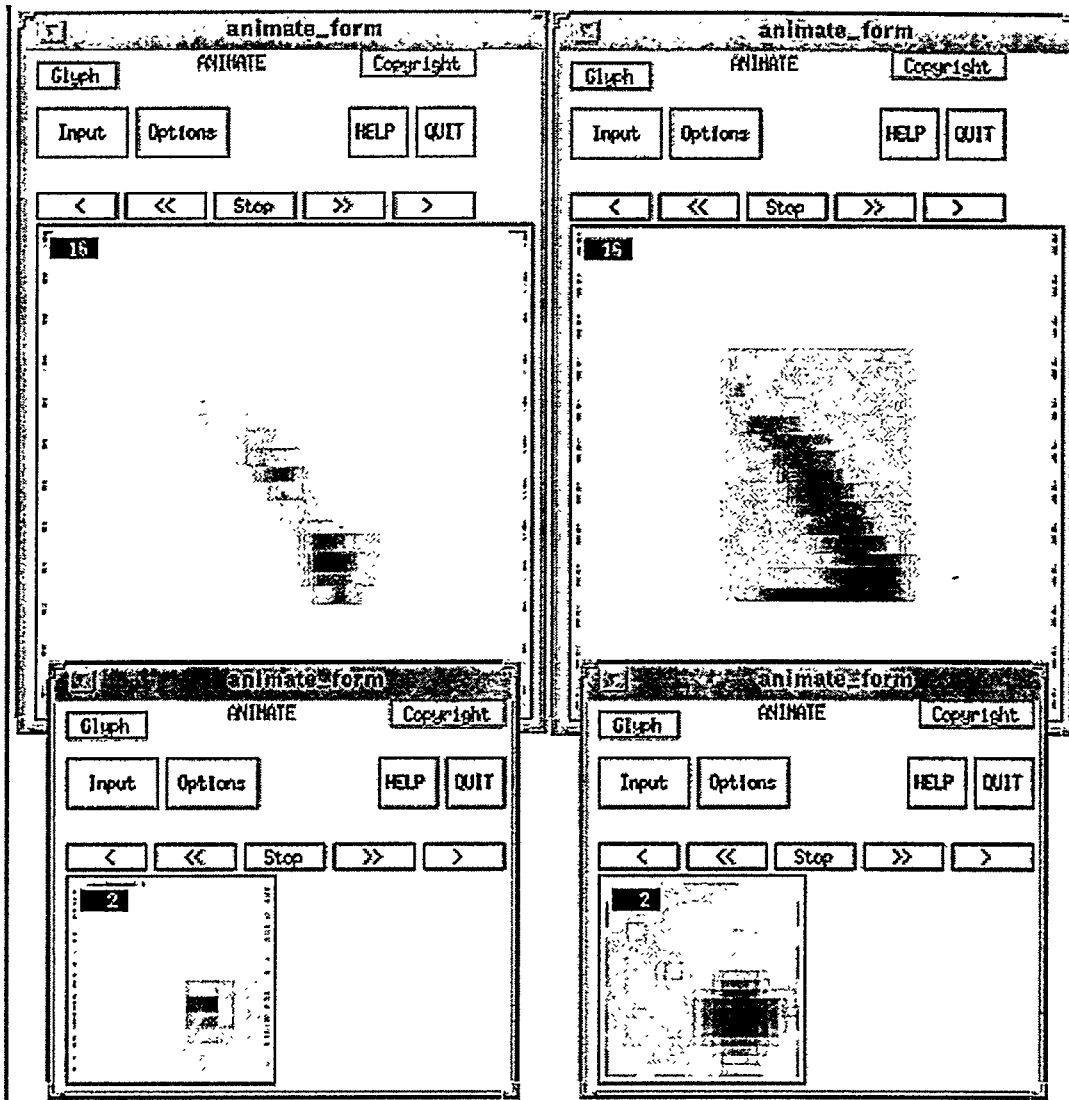 animate_form
ANIMATE
Glyph
Copyright
Input Options HELP QUIT
< << Stop >> >
16
animate_form
ANIMATE
Glyph
Copyright
Input Options HELP QUIT
< << Stop >> >
15
animate_form
ANIMATE
Glyph
Copyright
Input Options HELP QUIT
< << Stop >> >
2
animate_form
ANIMATE
Glyph
Copyright
Input Options HELP QUIT
< << Stop >> >
2